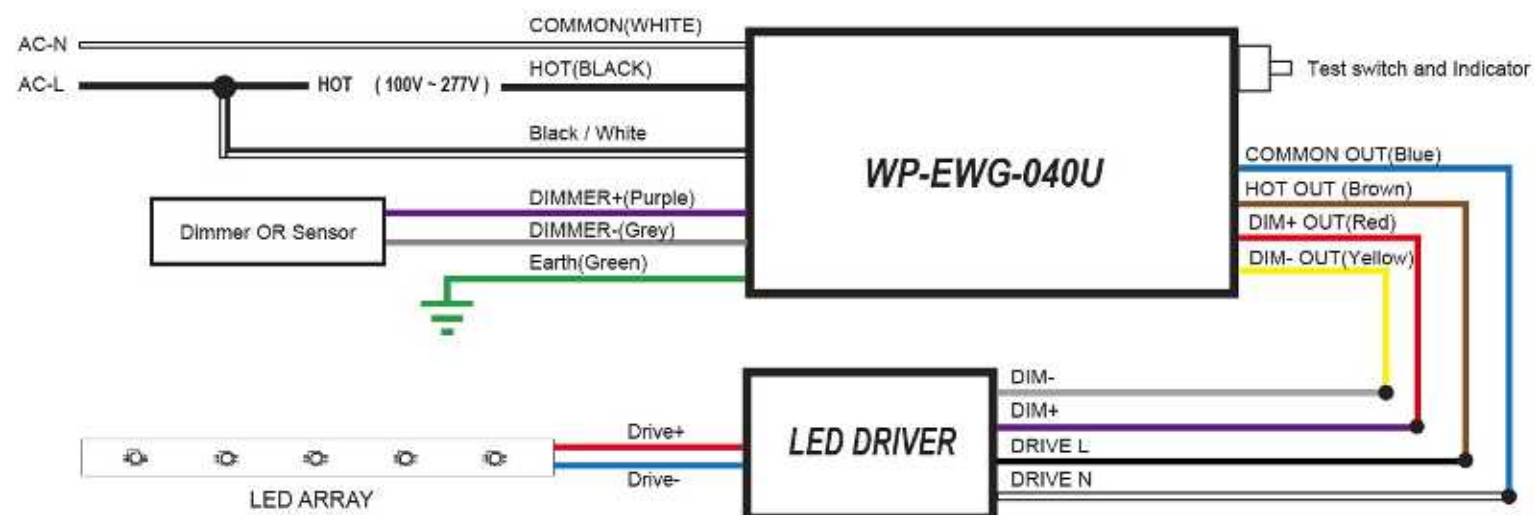 COMMON(WHITE)
AC-N
HOT(BLACK)
AC-L
HOT ( 100V ~ 277V )
Test switch and Indicator
Black / White
WP-EWG-040U
COMMON OUT(Blue)
HOT OUT (Brown)
DIM+ OUT(Red)
DIM- OUT(Yellow)
DIMMER+(Purple)
Dimmer OR Sensor
DIMMER-(Grey)
Earth(Green)
DIM-
DIM+
DRIVE L
DRIVE N
LED DRIVER
Drive+
Drive-
LED ARRAY